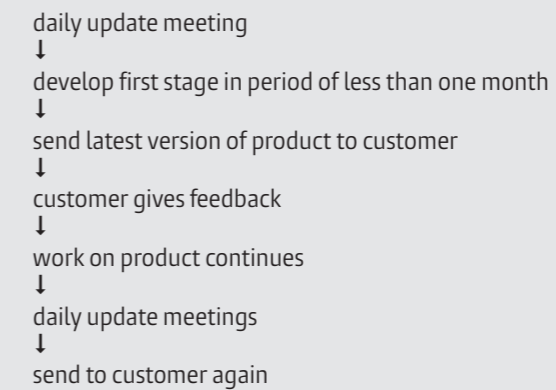 daily update meeting
↓
develop first stage in period of less than one month
↓
send latest version of product to customer
↓
customer gives feedback
↓
work on product continues
↓
daily update meetings
↓
send to customer again